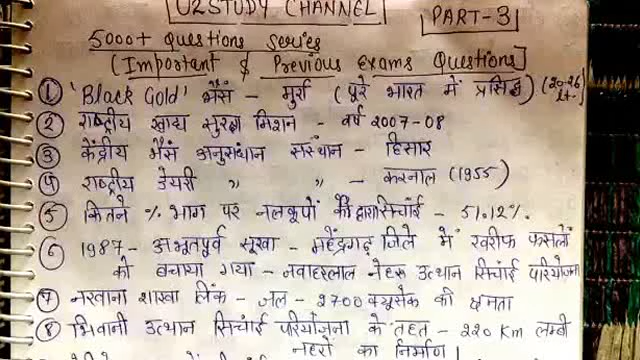 U2STUDY CHANNEL
PART-3
5000+ Questions Series
[Important & Previous Exams Questions]
① 'Black Gold' भैंस - मुर्रा (पूरे भारत में प्रसिद्ध) (20-26
② राष्ट्रीय खाद्य सुरक्षा मिशन - वर्ष 2007-08
③ केंद्रीय भैंस अनुसंधान संस्थान - हिसार
④ राष्ट्रीय डेयरी " " - करनाल (1955)
⑤ कितने % भाग पर नलकूपों की द्वारा सिंचाई - 51.12%
⑥ 1987 - अभूतपूर्व सूखा - महेंद्रगढ़ जिले में खरीफ फसलों
को बचाया गया - जवाहरलाल नेहरू उत्थान सिंचाई परियोजना
⑦ नरवाना शाखा लिंक - जल - 2700 क्यूसेक की क्षमता
⑧ भिवानी उत्थान सिंचाई परियोजना के तहत - 220 Km लम्बी
नहरों का निर्माण